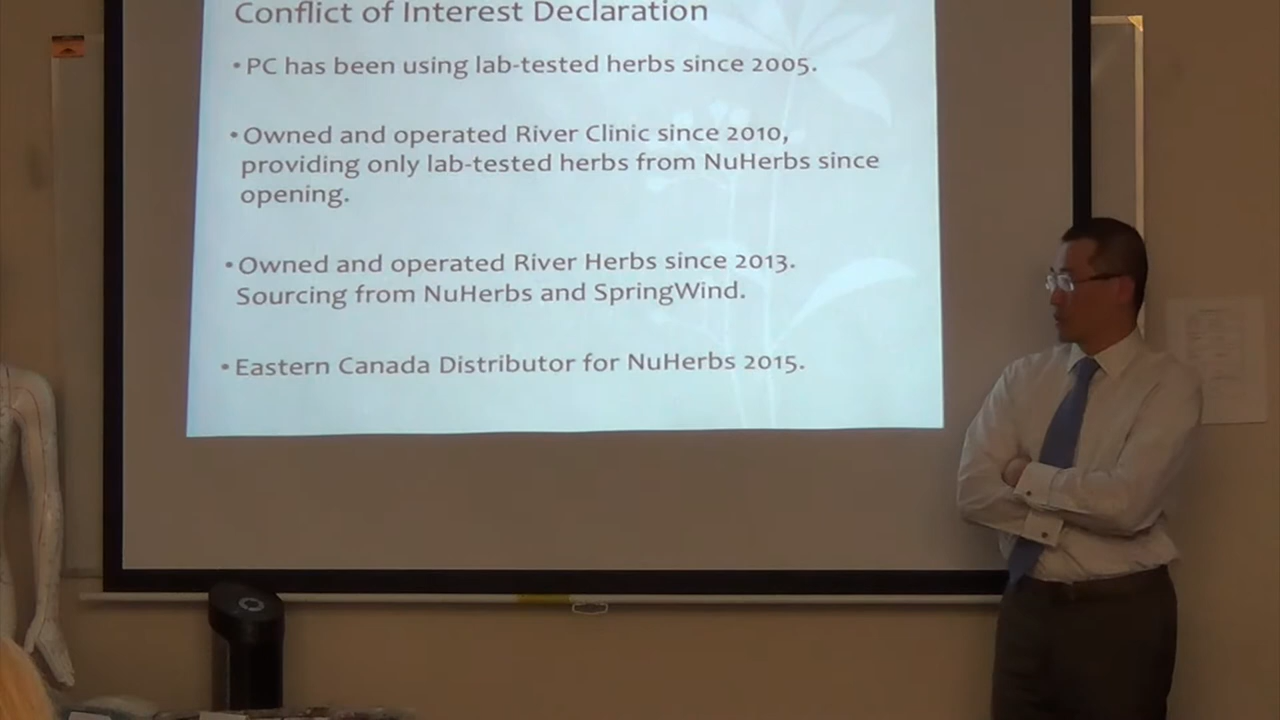 Conflict of Interest Declaration
• PC has been using lab-tested herbs since 2005.
• Owned and operated River Clinic since 2010,
providing only lab-tested herbs from NuHerbs since
opening.
• Owned and operated River Herbs since 2013.
Sourcing from NuHerbs and SpringWind.
• Eastern Canada Distributor for NuHerbs 2015.